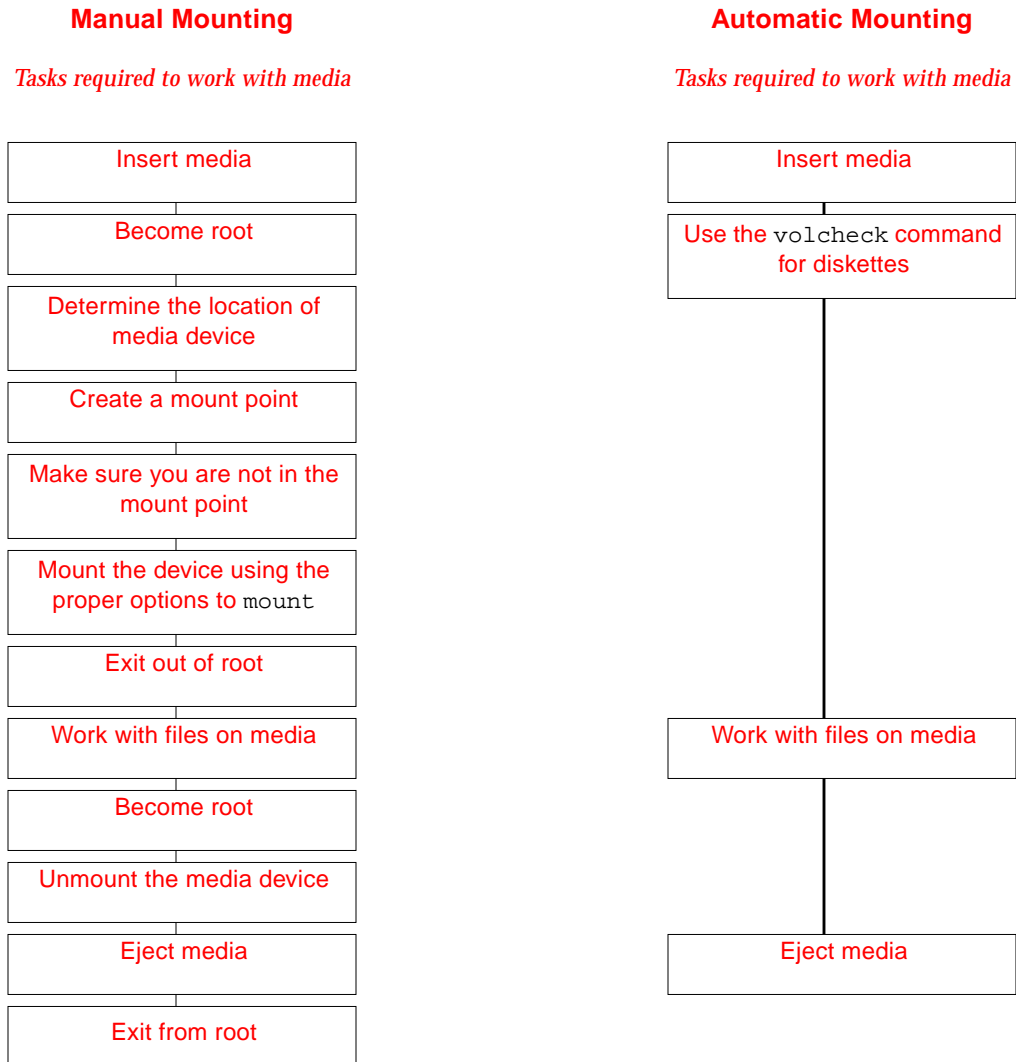 Manual Mounting
Tasks required to work with media
Insert media
Become root
Determine the location of
media device
Create a mount point
Make sure you are not in the
mount point
Mount the device using the
proper options to mount
Exit out of root
Work with files on media
Become root
Unmount the media device
Eject media
Exit from root
Automatic Mounting
Tasks required to work with media
Insert media
Use the volcheck command
for diskettes
Work with files on media
Eject media